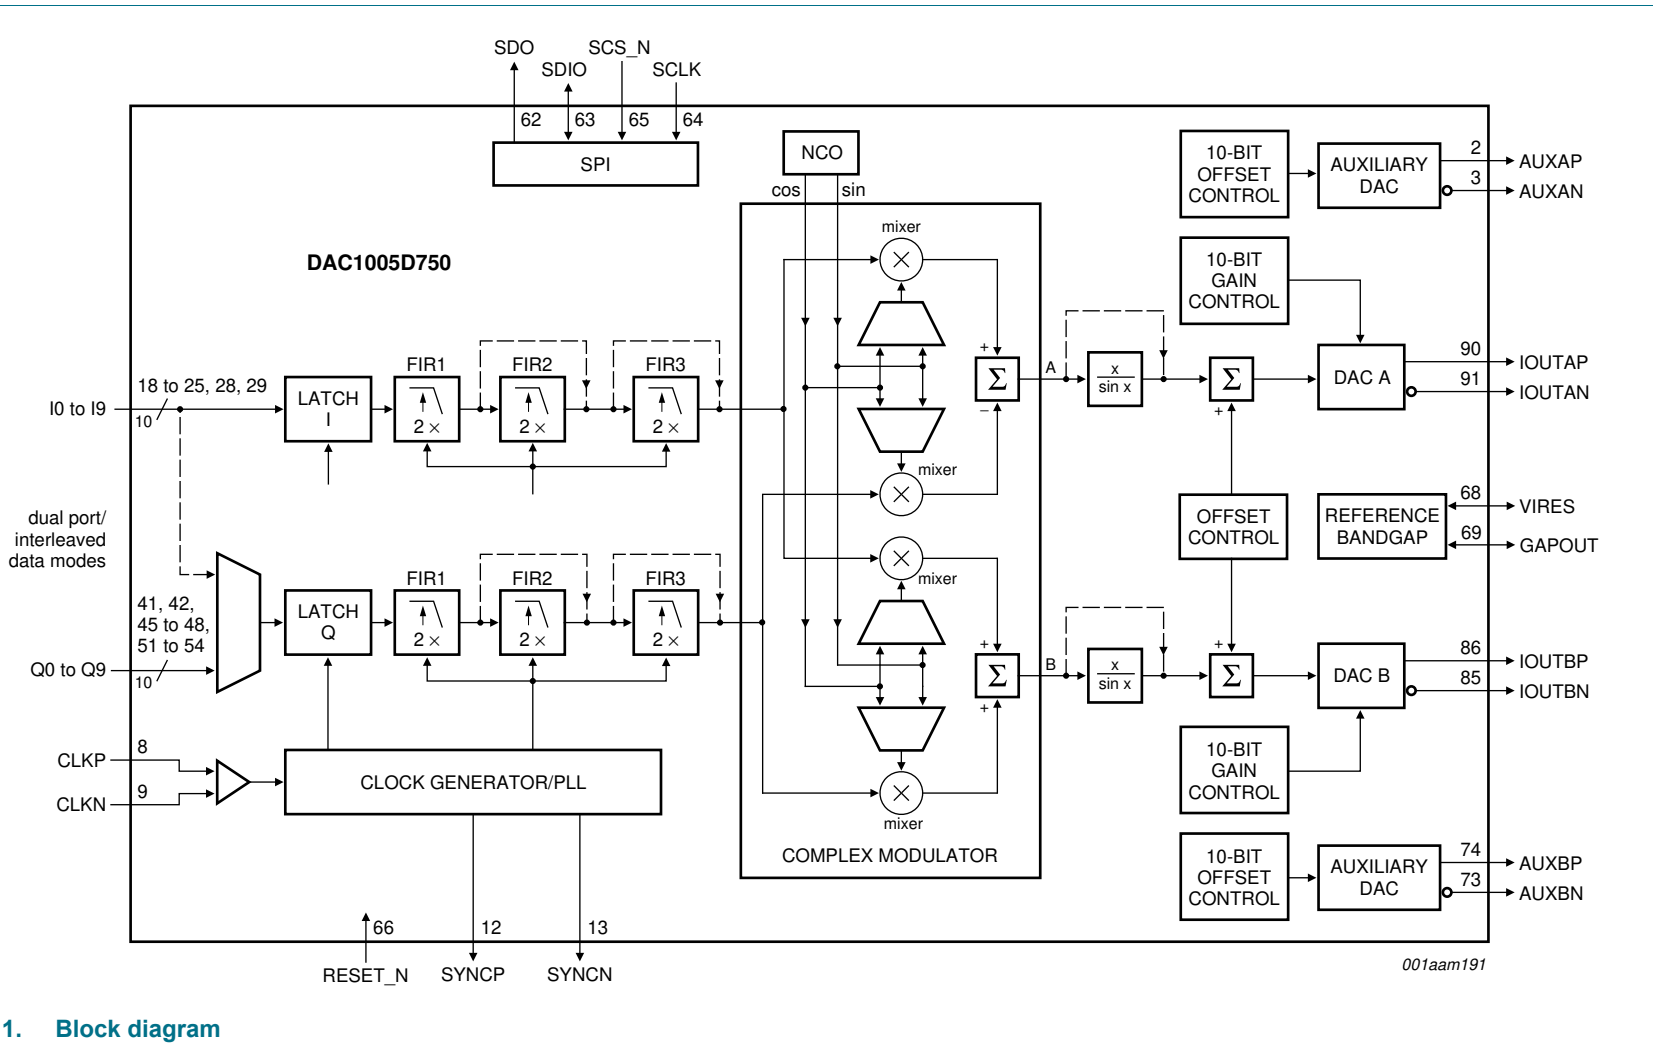 SDO
SCS_N
SDIO
SCLK
62
63
65
64
SPI
NCO
cos
sin
mixer
10-BIT
OFFSET
CONTROL
AUXILIARY
DAC
2
AUXAP
3
AUXAN
DAC1005D750
10-BIT
GAIN
CONTROL
18 to 25, 28, 29
I0 to I9
10
LATCH
I
FIR1
2 ×
FIR2
2 ×
FIR3
2 ×
+
Σ
−
A
x
sin x
Σ
+
DAC A
90
IOUTAP
91
IOUTAN
mixer
dual port/
interleaved
data modes
OFFSET
CONTROL
REFERENCE
BANDGAP
68
VIRES
69
GAPOUT
mixer
41, 42,
45 to 48,
51 to 54
Q0 to Q9
10
LATCH
Q
FIR1
2 ×
FIR2
2 ×
FIR3
2 ×
+
Σ
+
B
x
sin x
+
Σ
DAC B
86
IOUTBP
85
IOUTBN
8
CLKP
9
CLKN
CLOCK GENERATOR/PLL
mixer
COMPLEX MODULATOR
10-BIT
GAIN
CONTROL
10-BIT
OFFSET
CONTROL
AUXILIARY
DAC
74
AUXBP
73
AUXBN
66
12
13
RESET_N
SYNCP
SYNCN
001aam191
1. Block diagram